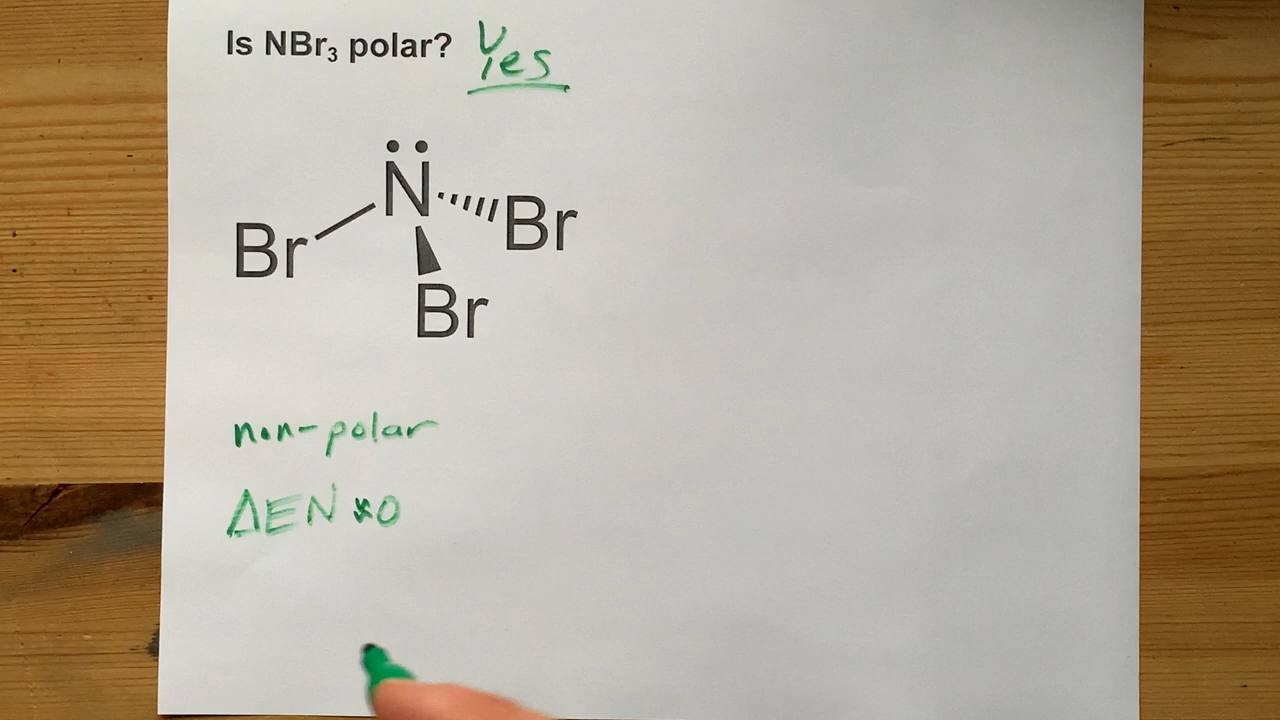 Is NBr₃ polar? Yes
N
Br
Br
Br
non-polar
ΔEN ≈ 0